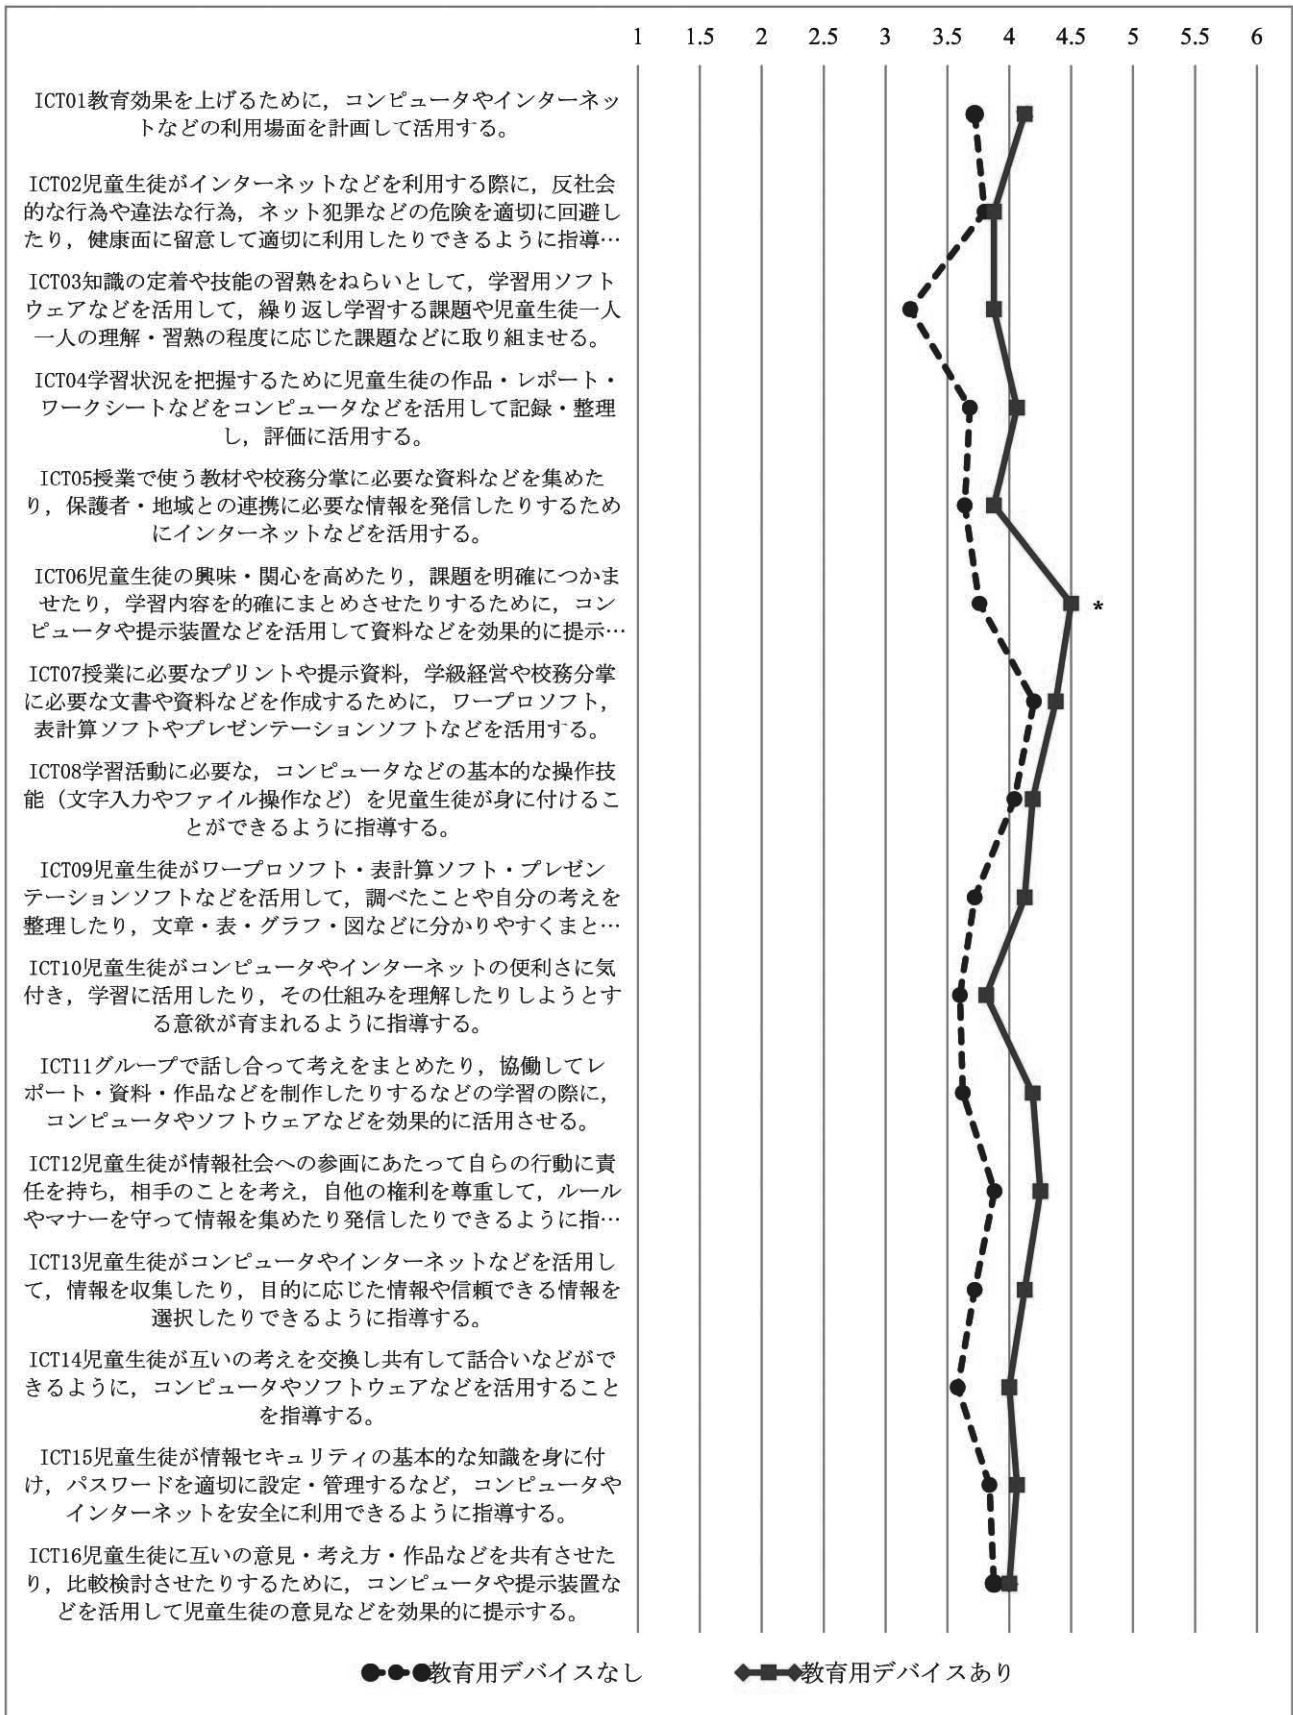 1 1.5 2 2.5 3 3.5 4 4.5 5 5.5 6
ICT01教育効果を上げるために，コンピュータやインターネッ
トなどの利用場面を計画して活用する。
ICT02児童生徒がインターネットなどを利用する際に，反社会
的な行為や違法な行為，ネット犯罪などの危険を適切に回避し
たり，健康面に留意して適切に利用したりできるように指導…
ICT03知識の定着や技能の習熟をねらいとして，学習用ソフト
ウェアなどを活用して，繰り返し学習する課題や児童生徒一人
一人の理解・習熟の程度に応じた課題などに取り組ませる。
ICT04学習状況を把握するために児童生徒の作品・レポート・
ワークシートなどをコンピュータなどを活用して記録・整理
し，評価に活用する。
ICT05授業で使う教材や校務分掌に必要な資料などを集めた
り，保護者・地域との連携に必要な情報を発信したりするため
にインターネットなどを活用する。
ICT06児童生徒の興味・関心を高めたり，課題を明確につかま
せたり，学習内容を的確にまとめさせたりするために，コン
ピュータや提示装置などを活用して資料などを効果的に提示…
*
ICT07授業に必要なプリントや提示資料，学級経営や校務分掌
に必要な文書や資料などを作成するために，ワープロソフト，
表計算ソフトやプレゼンテーションソフトなどを活用する。
ICT08学習活動に必要な，コンピュータなどの基本的な操作技
能（文字入力やファイル操作など）を児童生徒が身に付けるこ
とができるように指導する。
ICT09児童生徒がワープロソフト・表計算ソフト・プレゼン
テーションソフトなどを活用して，調べたことや自分の考えを
整理したり，文章・表・グラフ・図などに分かりやすくまと…
ICT10児童生徒がコンピュータやインターネットの便利さに気
付き，学習に活用したり，その仕組みを理解したりしようとす
る意欲が育まれるように指導する。
ICT11グループで話し合って考えをまとめたり，協働してレ
ポート・資料・作品などを制作したりするなどの学習の際に，
コンピュータやソフトウェアなどを効果的に活用させる。
ICT12児童生徒が情報社会への参画にあたって自らの行動に責
任を持ち，相手のことを考え，自他の権利を尊重して，ルール
やマナーを守って情報を集めたり発信したりできるように指…
ICT13児童生徒がコンピュータやインターネットなどを活用し
て，情報を収集したり，目的に応じた情報や信頼できる情報を
選択したりできるように指導する。
ICT14児童生徒が互いの考えを交換し共有して話合いなどがで
きるように，コンピュータやソフトウェアなどを活用すること
を指導する。
ICT15児童生徒が情報セキュリティの基本的な知識を身に付
け，パスワードを適切に設定・管理するなど，コンピュータや
インターネットを安全に利用できるように指導する。
ICT16児童生徒に互いの意見・考え方・作品などを共有させた
り，比較検討させたりするために，コンピュータや提示装置な
どを活用して児童生徒の意見などを効果的に提示する。
教育用デバイスなし 教育用デバイスあり